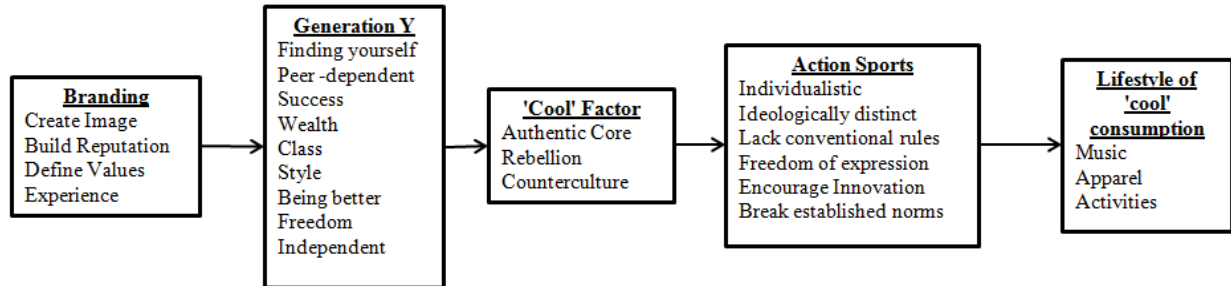 Branding
Create Image
Build Reputation
Define Values
Experience
Generation Y
Finding yourself
Peer -dependent
Success
Wealth
Class
Style
Being better
Freedom
Independent
'Cool' Factor
Authentic Core
Rebellion
Counterculture
Action Sports
Individualistic
Ideologically distinct
Lack conventional rules
Freedom of expression
Encourage Innovation
Break established norms
Lifestyle of
'cool'
consumption
Music
Apparel
Activities